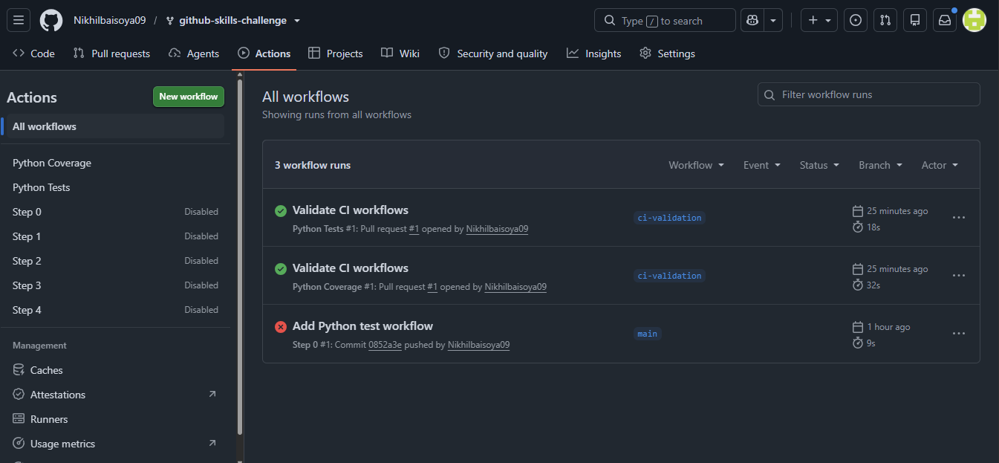 Nikhilbaisoya09 / github-skills-challenge
Type / to search
Code Pull requests Agents Actions Projects Wiki Security and quality Insights Settings
Actions
New workflow
All workflows
Python Coverage
Python Tests
Step 0 Disabled
Step 1 Disabled
Step 2 Disabled
Step 3 Disabled
Step 4 Disabled
Management
Caches
Attestations
Runners
Usage metrics
All workflows
Showing runs from all workflows
Filter workflow runs
3 workflow runs
Workflow Event Status Branch Actor
Validate CI workflows
Python Tests #1: Pull request #1 opened by Nikhilbaisoya09
ci-validation
25 minutes ago
18s
Validate CI workflows
Python Coverage #1: Pull request #1 opened by Nikhilbaisoya09
ci-validation
25 minutes ago
32s
Add Python test workflow
Step 0 #1: Commit 0852a3e pushed by Nikhilbaisoya09
main
1 hour ago
9s